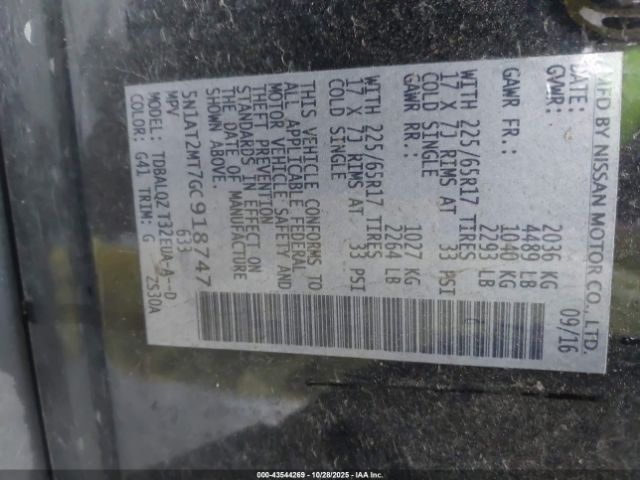 MFD BY NISSAN MOTOR CO., LTD.
DATE: 09/16
GVWR: 2036 KG
4489 LB
GAWR FR.: 1040 KG
2293 LB
WITH 225/65R17 TIRES
17 X 7J RIMS AT 33 PSI
COLD SINGLE
GAWR RR.: 1027 KG
2264 LB
WITH 225/65R17 TIRES
17 X 7J RIMS AT 33 PSI
COLD SINGLE
THIS VEHICLE CONFORMS TO
ALL APPLICABLE FEDERAL
MOTOR VEHICLE SAFETY AND
THEFT PREVENTION
STANDARDS IN EFFECT ON
THE DATE OF MANUFACTURE
SHOWN ABOVE.
5N1AT2MT7GC918747
MPV 633
MODEL: TDBALQZ T32EUA-A--D
COLOR: G41 TRIM: G ZS30A
000-43544269 | 10/28/2025 | IAA Inc.